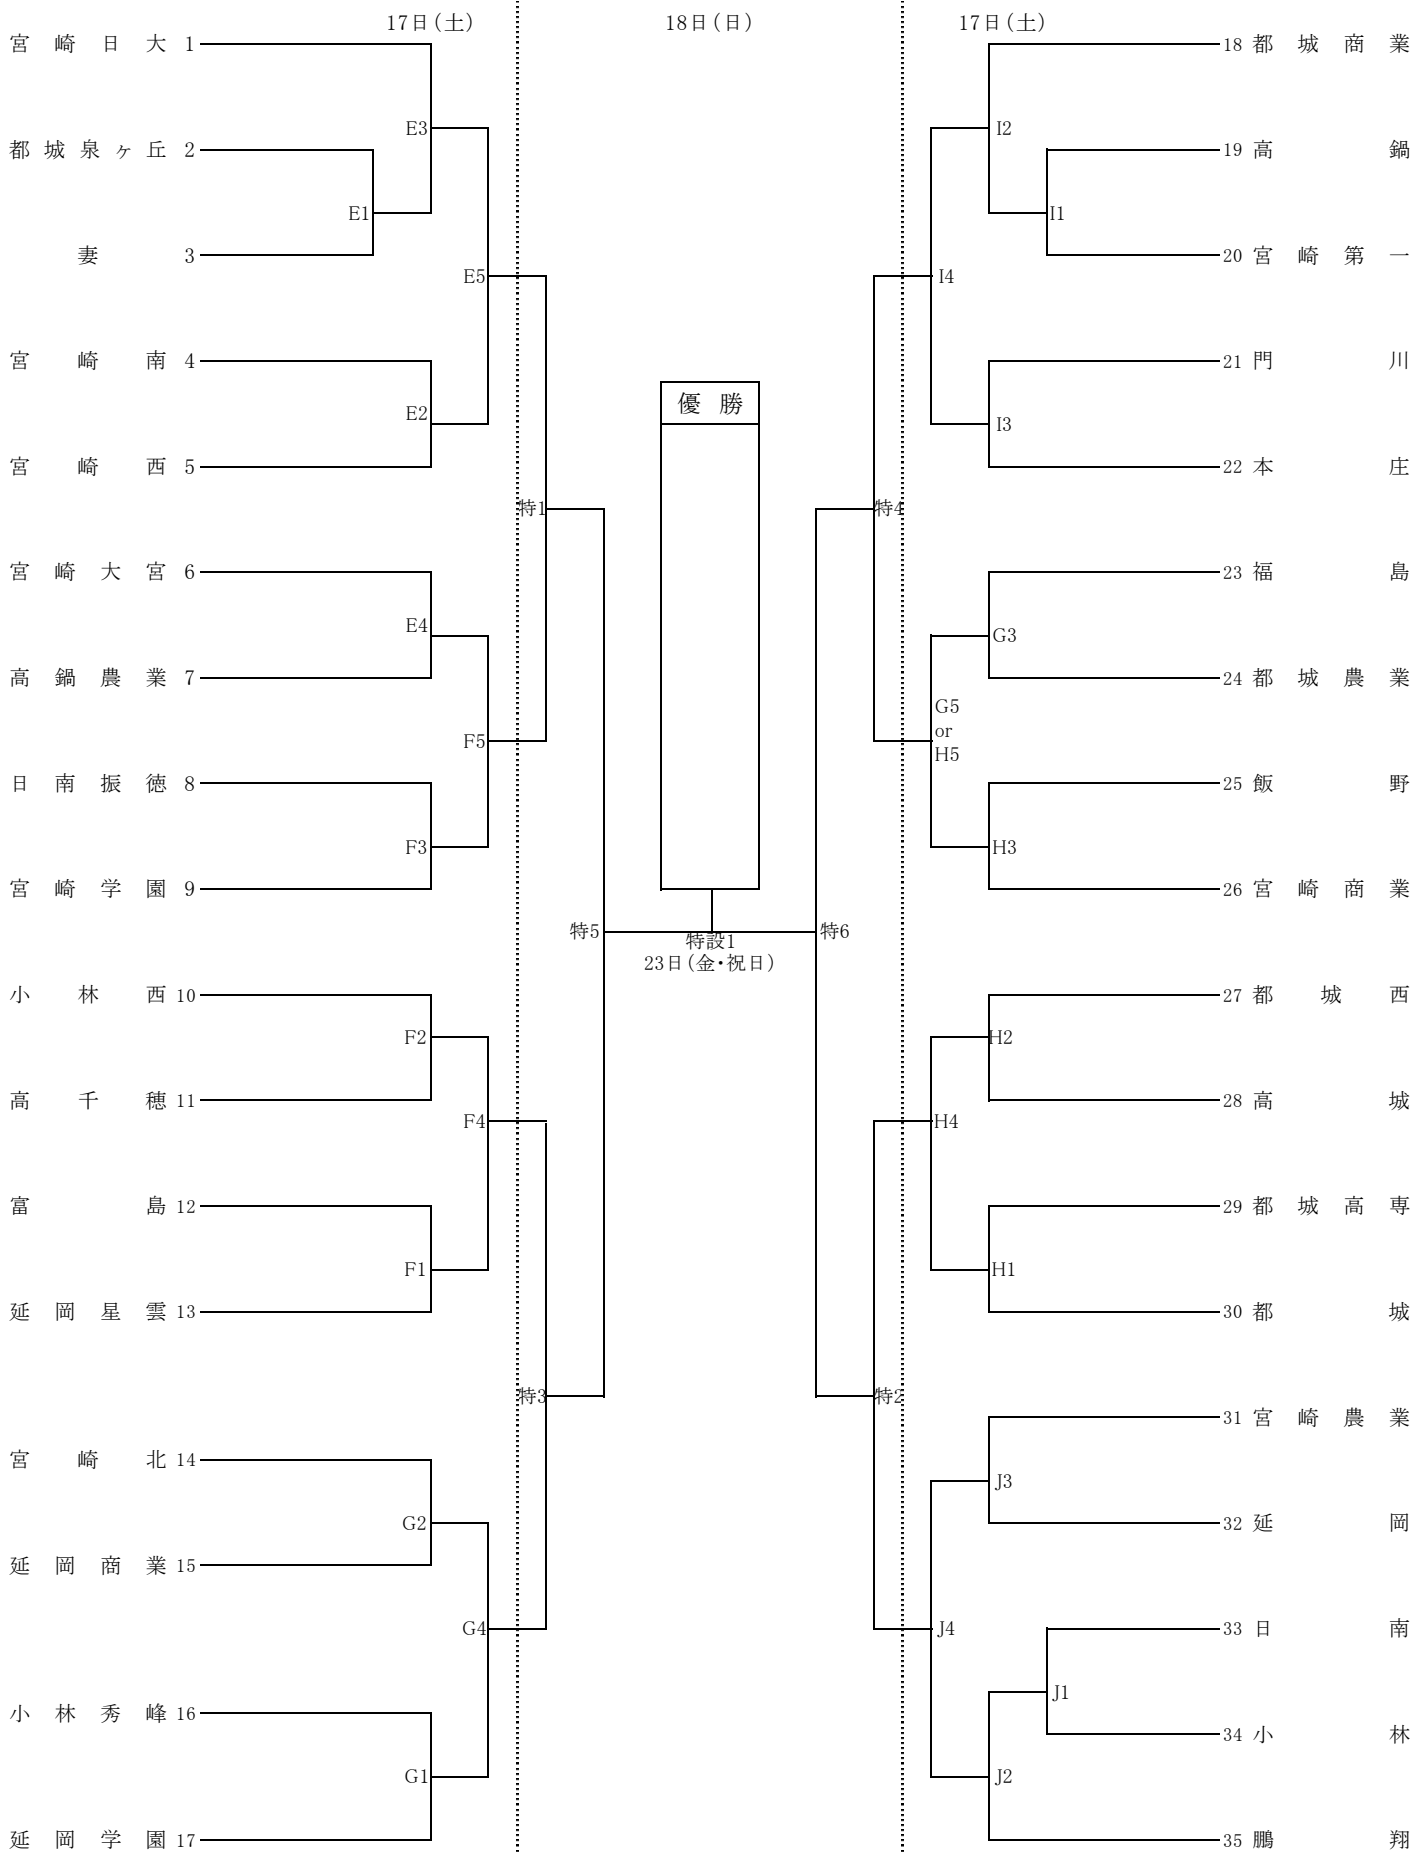 17日(土)
18日(日)
17日(土)
宮崎日大 1
E3
都城泉ヶ丘 2
E1
妻 3
E5
宮崎南 4
E2
宮崎西 5
特1
宮崎大宮 6
E4
高鍋農業 7
F5
日南振徳 8
F3
宮崎学園 9
特5
小林西 10
F2
高千穂 11
F4
富島 12
F1
延岡星雲 13
特3
宮崎北 14
G2
延岡商業 15
G4
小林秀峰 16
G1
延岡学園 17
優勝
特設1
23日(金・祝日)
18 都城商業
I2
19 高鍋
I1
20 宮崎第一
I4
21 門川
I3
22 本庄
特4
23 福島
G3
24 都城農業
G5
or
H5
25 飯野
H3
26 宮崎商業
特6
27 都城西
H2
28 高城
H4
29 都城高専
H1
30 都城
特2
31 宮崎農業
J3
32 延岡
J4
33 日南
J1
34 小林
J2
35 鵬翔